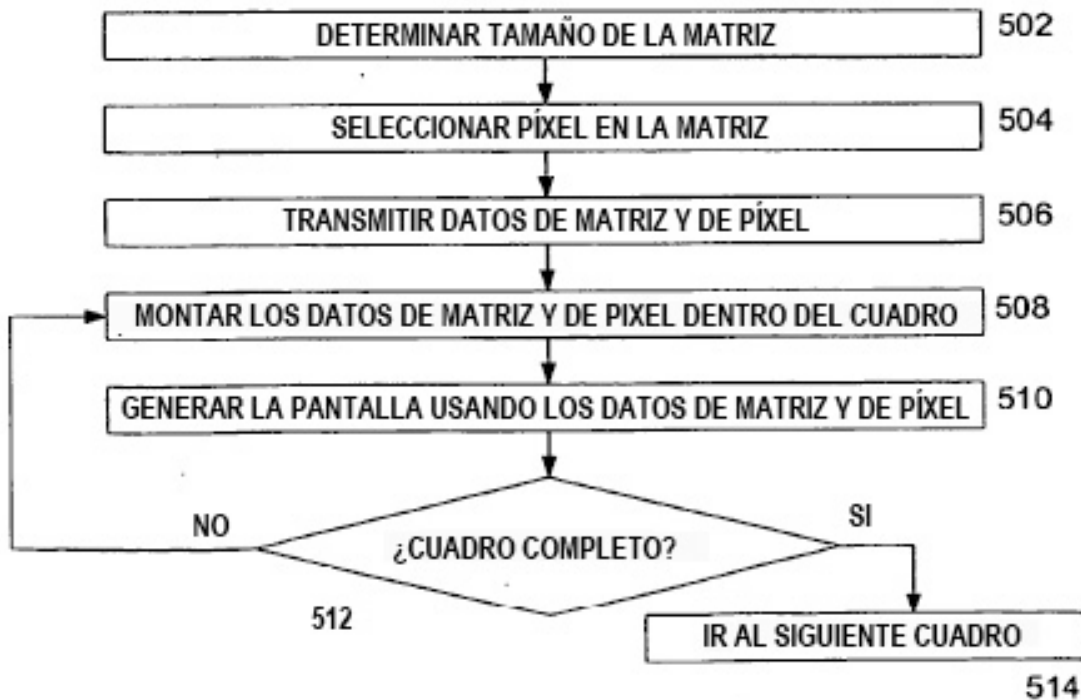 DETERMINAR TAMAÑO DE LA MATRIZ 502
SELECCIONAR PÍXEL EN LA MATRIZ 504
TRANSMITIR DATOS DE MATRIZ Y DE PÍXEL 506
MONTAR LOS DATOS DE MATRIZ Y DE PIXEL DENTRO DEL CUADRO 508
GENERAR LA PANTALLA USANDO LOS DATOS DE MATRIZ Y DE PÍXEL 510
NO
SI
¿CUADRO COMPLETO?
512
IR AL SIGUIENTE CUADRO
514